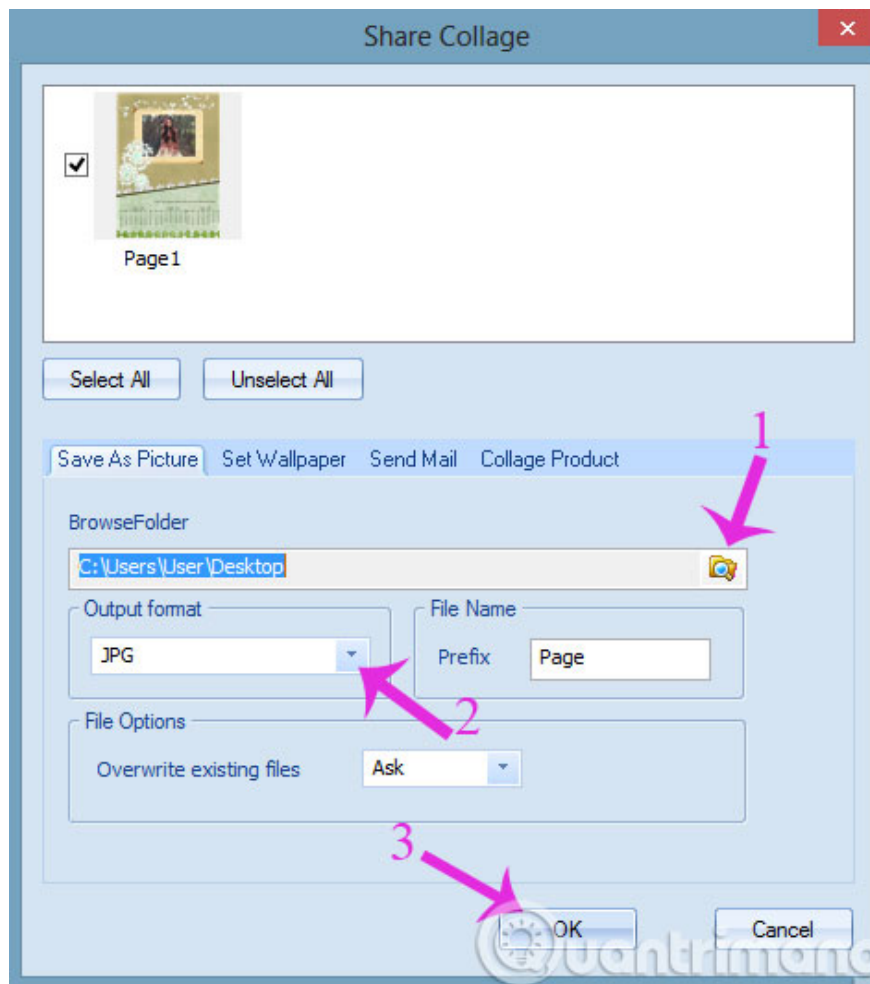 Share Collage
Page1
Select All Unselect All
1
Save As Picture Set Wallpaper Send Mail Collage Product
BrowseFolder
C:\Users\User\Desktop
Output format File Name
JPG Prefix Page
2
File Options
Overwrite existing files Ask
3
OK Cancel
Quantrimang